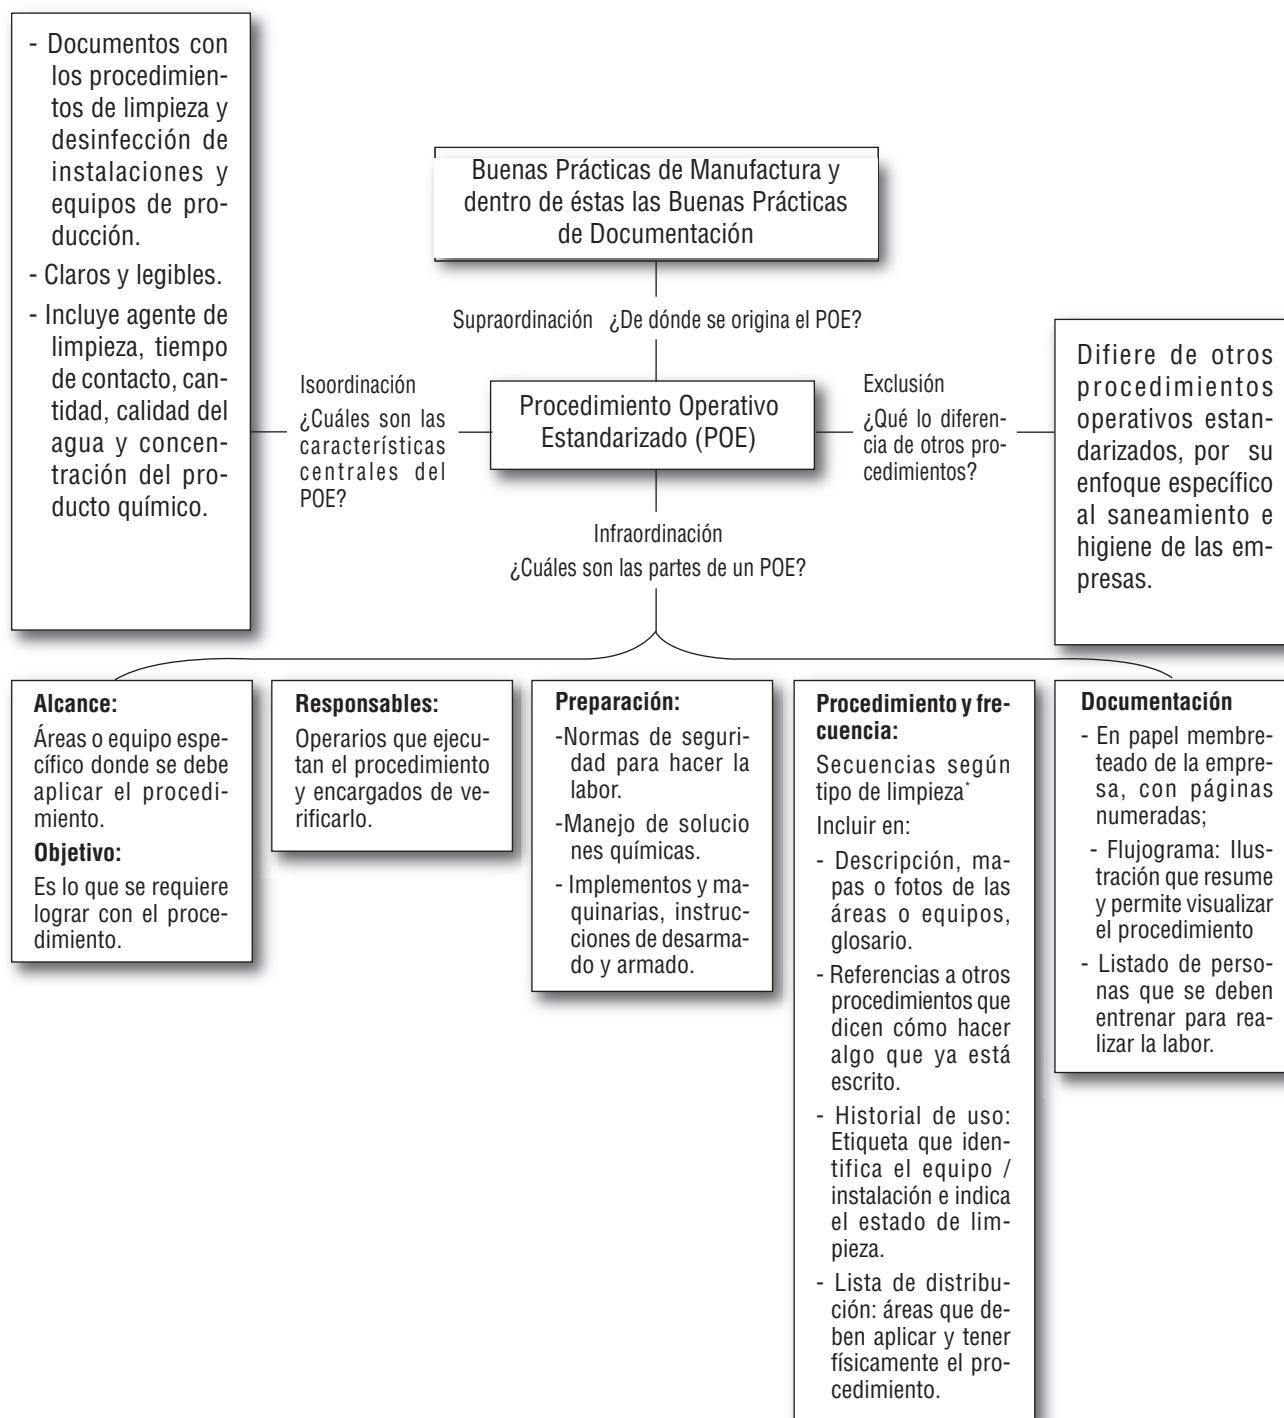 - Documentos con
los procedimien-
tos de limpieza y
desinfección de
instalaciones y
equipos de pro-
ducción.
- Claros y legibles.
- Incluye agente de
limpieza, tiempo
de contacto, can-
tidad, calidad del
agua y concen-
tración del pro-
ducto químico.
Buenas Prácticas de Manufactura y
dentro de éstas las Buenas Prácticas
de Documentación
Supraordinación ¿De dónde se origina el POE?
Isoordinación
¿Cuáles son las
características
centrales del
POE?
Procedimiento Operativo
Estandarizado (POE)
Exclusión
¿Qué lo diferen-
cia de otros pro-
cedimientos?
Difiere de otros
procedimientos
operativos estan-
darizados, por su
enfoque específico
al saneamiento e
higiene de las em-
presas.
Infraordinación
¿Cuáles son las partes de un POE?
Alcance:
Áreas o equipo espe-
cífico donde se debe
aplicar el procedi-
miento.
Objetivo:
Es lo que se requiere
lograr con el proce-
dimiento.
Responsables:
Operarios que ejecu-
tan el procedimiento
y encargados de ve-
rificarlo.
Preparación:
-Normas de seguri-
dad para hacer la
labor.
-Manejo de solucio
nes químicas.
- Implementos y ma-
quinarias, instruc-
ciones de desarma-
do y armado.
Procedimiento y fre-
cuencia:
Secuencias según
tipo de limpieza*
Incluir en:
- Descripción, ma-
pas o fotos de las
áreas o equipos,
glosario.
- Referencias a otros
procedimientos que
dicen cómo hacer
algo que ya está
escrito.
- Historial de uso:
Etiqueta que iden-
tifica el equipo /
instalación e indica
el estado de lim-
pieza.
- Lista de distribu-
ción: áreas que de-
ben aplicar y tener
físicamente el pro-
cedimiento.
Documentación
- En papel membre-
teado de la empre-
sa, con páginas
numeradas;
- Flujograma: Ilus-
tración que resume
y permite visualizar
el procedimiento
- Listado de perso-
nas que se deben
entrenar para rea-
lizar la labor.